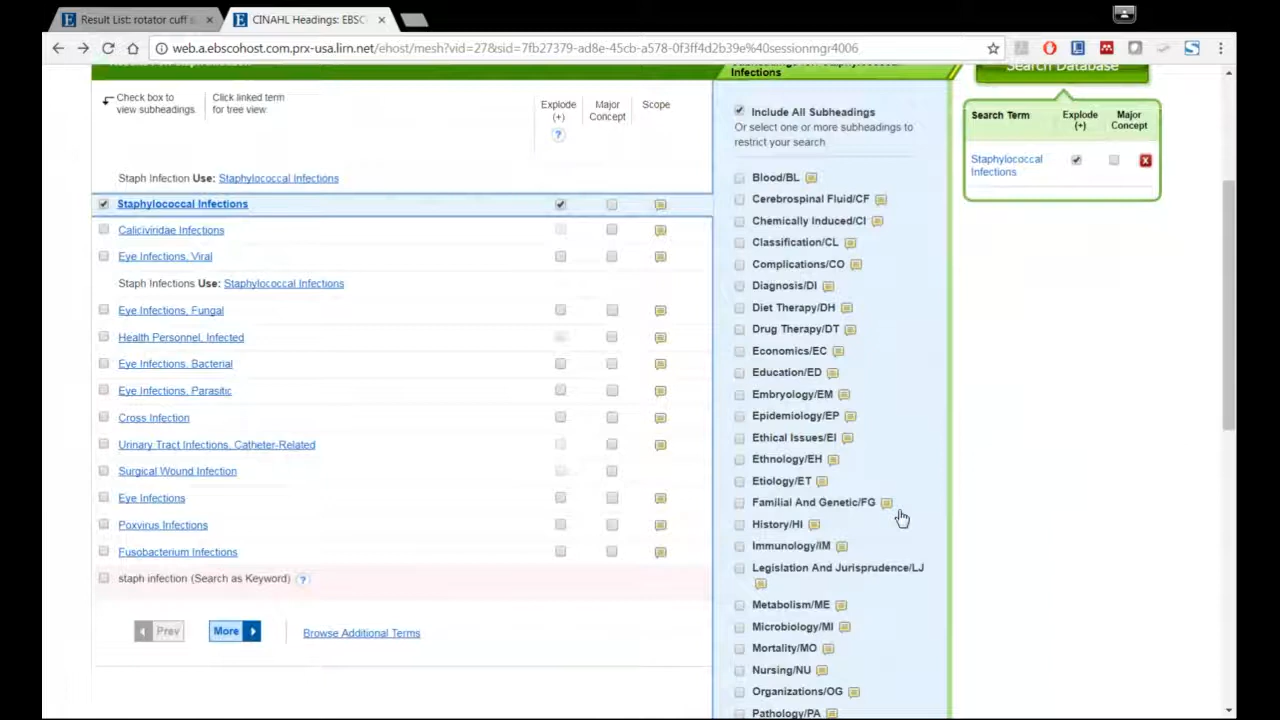 Result List: rotator cuff
CINAHL Headings: EBSC
web.a.ebscohost.com.prx-usa.lirn.net/ehost/mesh?vid=27&sid=7fb27379-ad8e-45cb-a578-0f3ff4d2b39e%40sessionmgr4006
Infections
Search Database
Check box to
view subheadings
Click linked term
for tree view
Explode
(+)
?
Major
Concept
Scope
Staph Infection Use: Staphylococcal Infections
Staphylococcal Infections
Caliciviridae Infections
Eye Infections, Viral
Staph Infections Use: Staphylococcal Infections
Eye Infections, Fungal
Health Personnel, Infected
Eye Infections, Bacterial
Eye Infections, Parasitic
Cross Infection
Urinary Tract Infections, Catheter-Related
Surgical Wound Infection
Eye Infections
Poxvirus Infections
Fusobacterium Infections
staph infection (Search as Keyword) ?
Prev
More
Browse Additional Terms
Include All Subheadings
Or select one or more subheadings to
restrict your search
Blood/BL
Cerebrospinal Fluid/CF
Chemically Induced/CI
Classification/CL
Complications/CO
Diagnosis/DI
Diet Therapy/DH
Drug Therapy/DT
Economics/EC
Education/ED
Embryology/EM
Epidemiology/EP
Ethical Issues/EI
Ethnology/EH
Etiology/ET
Familial And Genetic/FG
History/HI
Immunology/IM
Legislation And Jurisprudence/LJ
Metabolism/ME
Microbiology/MI
Mortality/MO
Nursing/NU
Organizations/OG
Pathology/PA
Search Term
Explode
(+)
Major
Concept
Staphylococcal
Infections